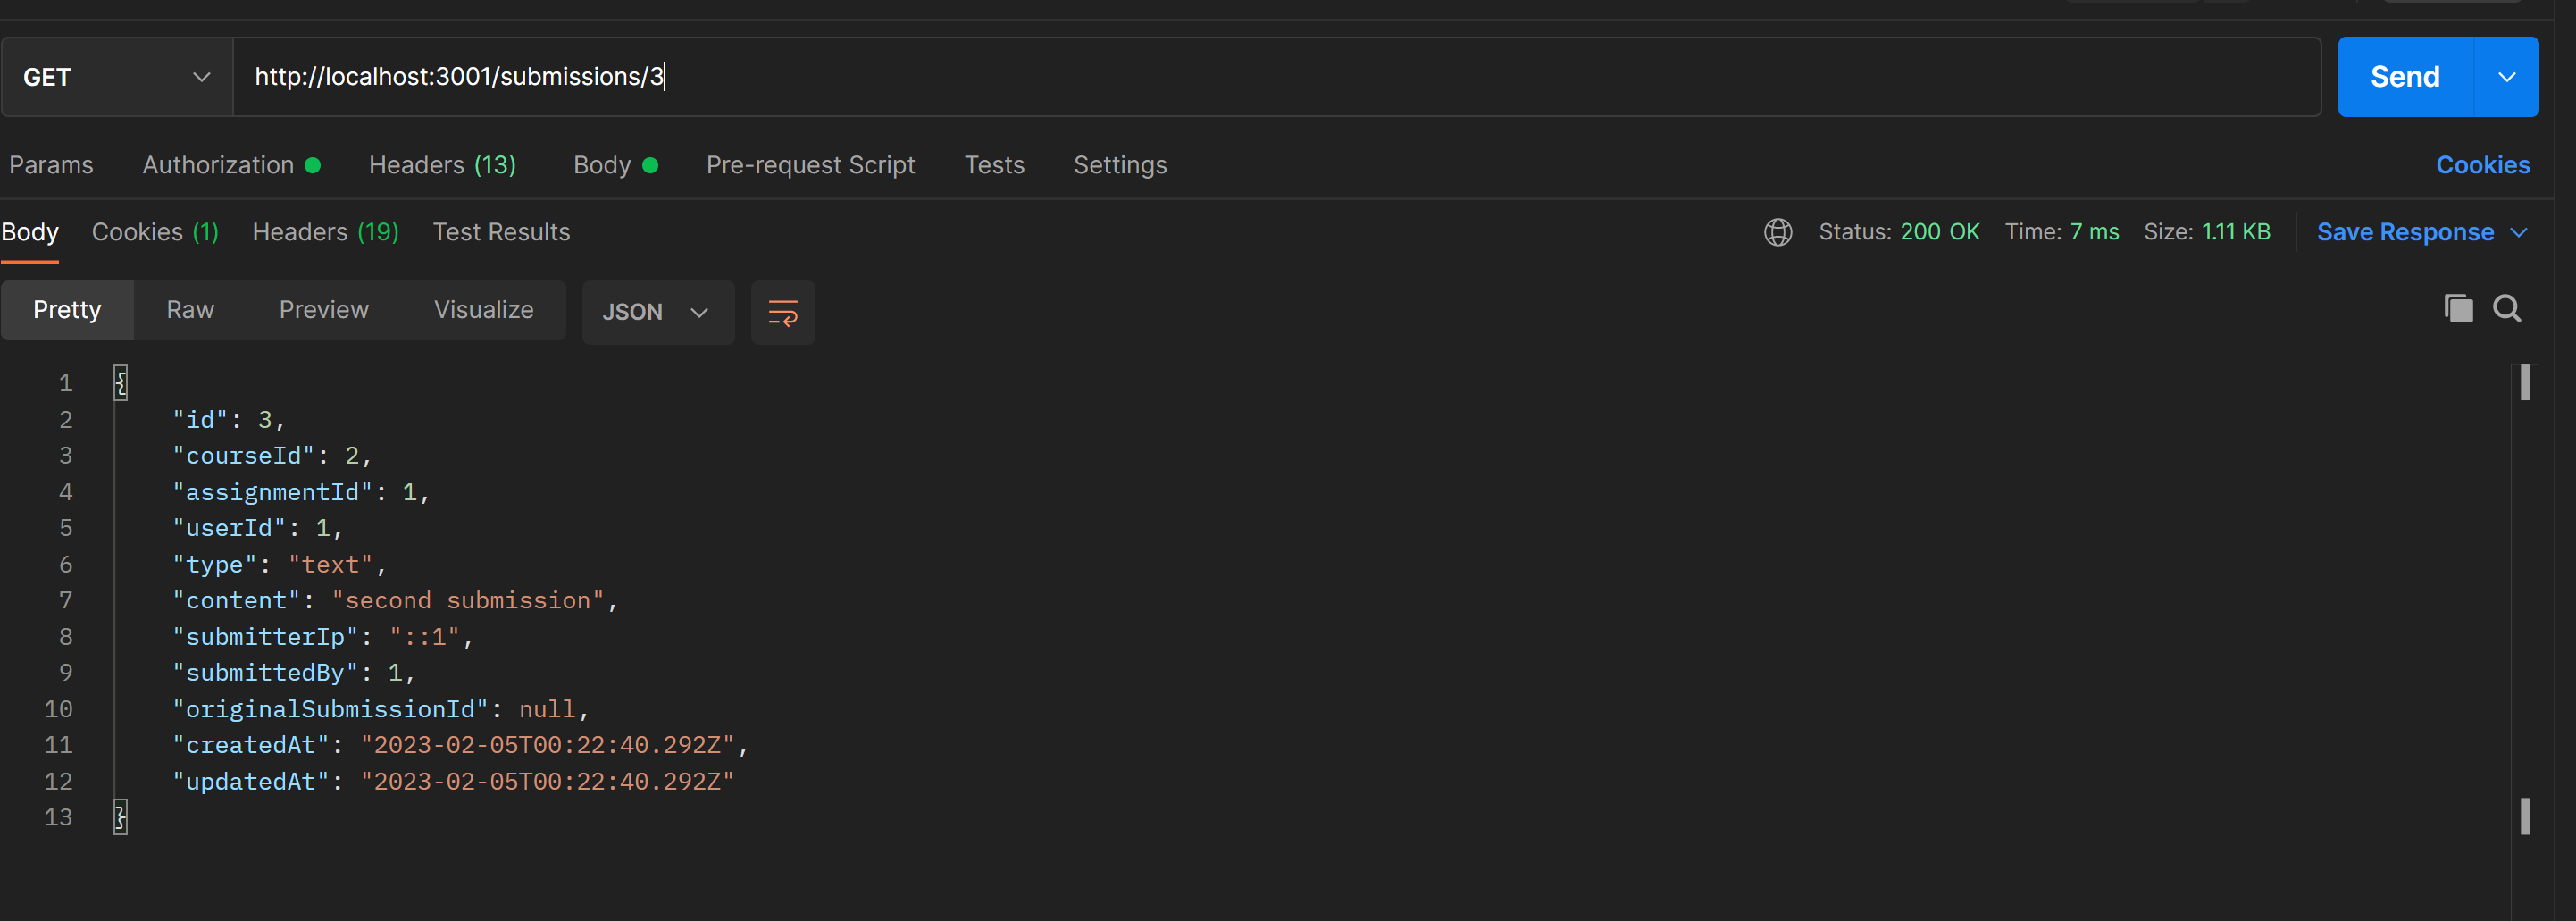 GET http://localhost:3001/submissions/3 Send
Params Authorization Headers (13) Body Pre-request Script Tests Settings Cookies
Body Cookies (1) Headers (19) Test Results Status: 200 OK Time: 7 ms Size: 1.11 KB Save Response
Pretty Raw Preview Visualize JSON
1 {
2 "id": 3,
3 "courseId": 2,
4 "assignmentId": 1,
5 "userId": 1,
6 "type": "text",
7 "content": "second submission",
8 "submitterIp": "::1",
9 "submittedBy": 1,
10 "originalSubmissionId": null,
11 "createdAt": "2023-02-05T00:22:40.292Z",
12 "updatedAt": "2023-02-05T00:22:40.292Z"
13 }